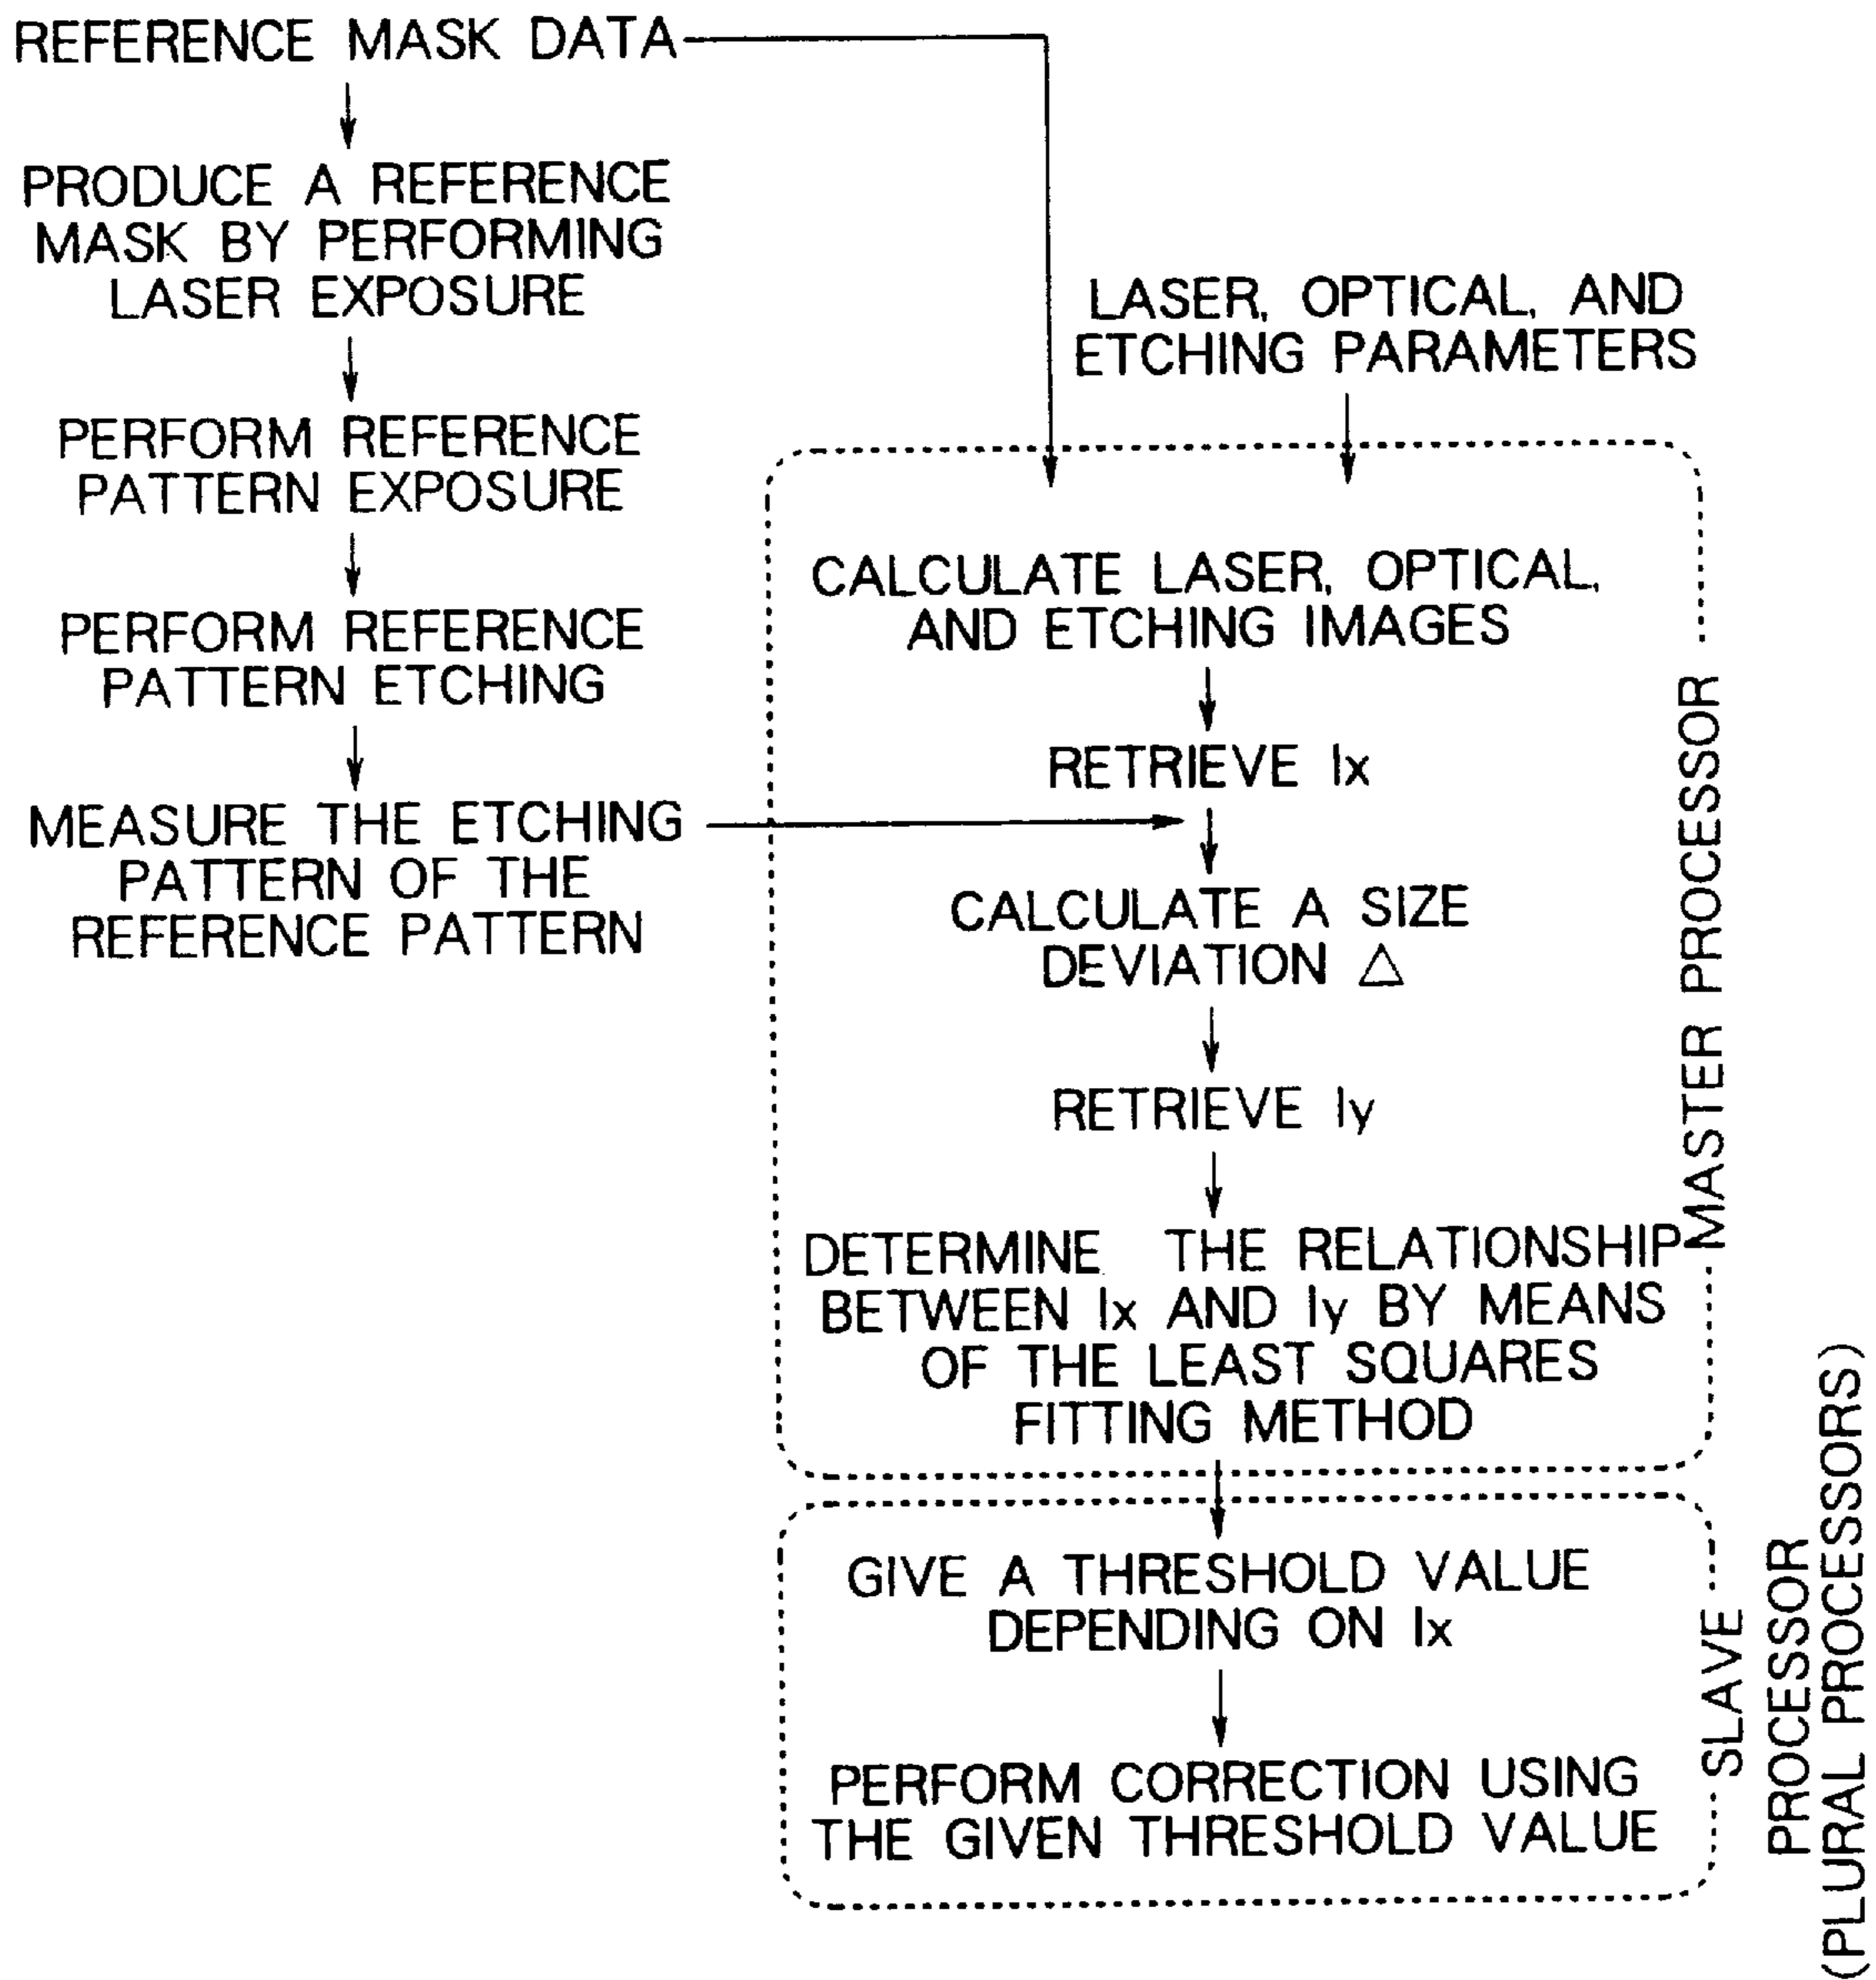 REFERENCE MASK DATA
PRODUCE A REFERENCE
MASK BY PERFORMING
LASER EXPOSURE
PERFORM REFERENCE
PATTERN EXPOSURE
PERFORM REFERENCE
PATTERN ETCHING
MEASURE THE ETCHING
PATTERN OF THE
REFERENCE PATTERN
LASER, OPTICAL, AND
ETCHING PARAMETERS
CALCULATE LASER, OPTICAL,
AND ETCHING IMAGES
RETRIEVE Ix
CALCULATE A SIZE
DEVIATION △
RETRIEVE Iy
DETERMINE THE RELATIONSHIP
BETWEEN Ix AND Iy BY MEANS
OF THE LEAST SQUARES
FITTING METHOD
MASTER PROCESSOR
GIVE A THRESHOLD VALUE
DEPENDING ON Ix
PERFORM CORRECTION USING
THE GIVEN THRESHOLD VALUE
SLAVE
PROCESSOR
(PLURAL PROCESSORS)